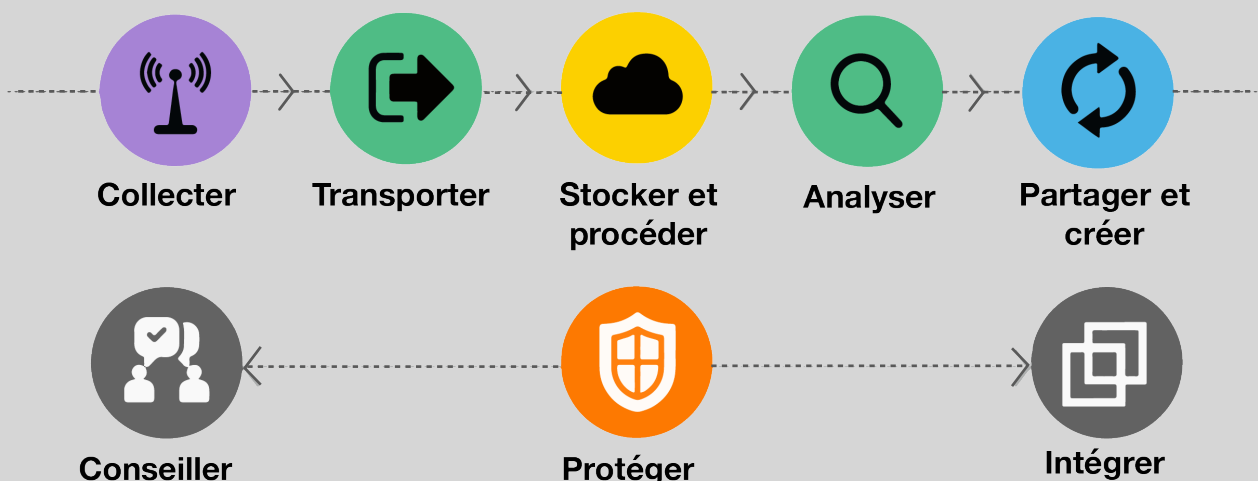 Collecter
Transporter
Stocker et
procéder
Analyser
Partager et
créer
Conseiller
Protéger
Intégrer